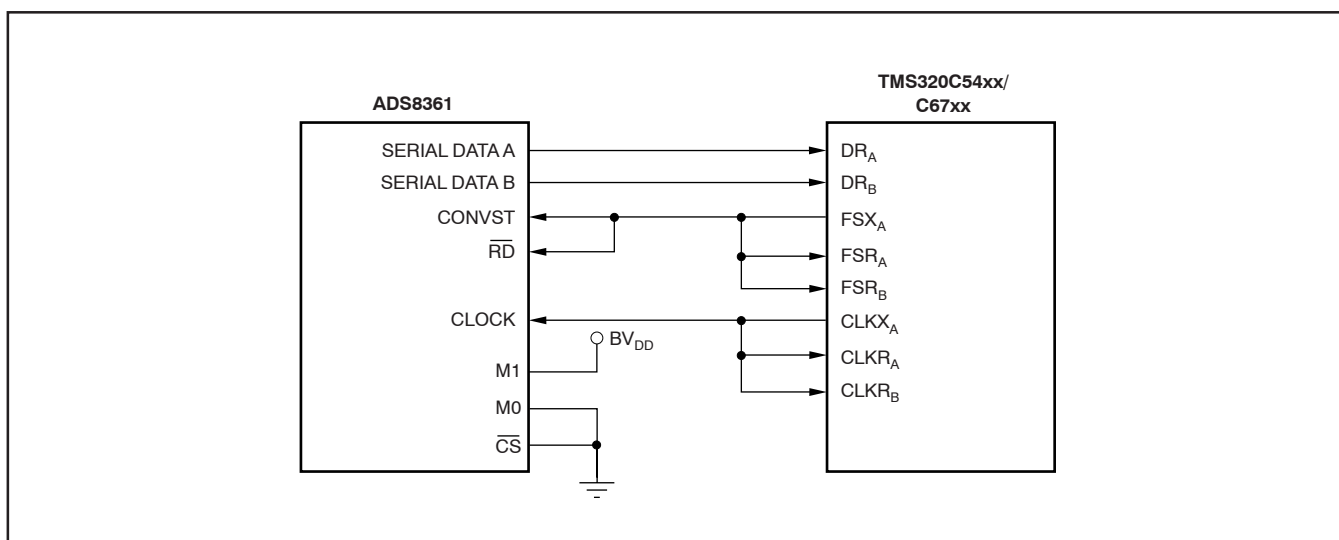 ADS8361
SERIAL DATA A
SERIAL DATA B
CONVST
RD
CLOCK
BVDD
M1
M0
CS
TMS320C54xx/
C67xx
DRA
DRB
FSXA
FSRA
FSRB
CLKXA
CLKRA
CLKRB